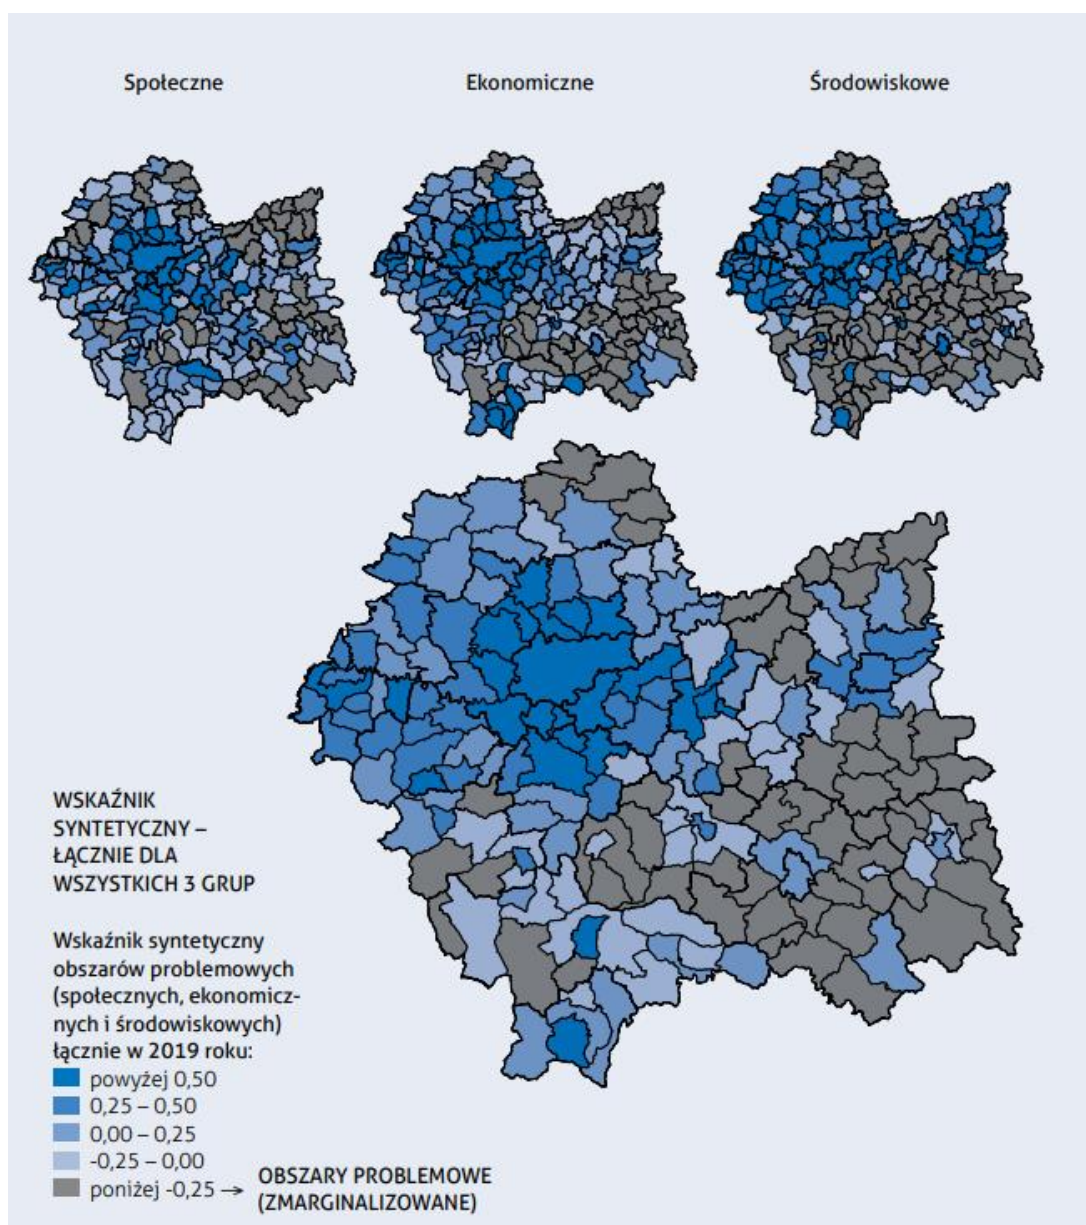 Społeczne
Ekonomiczne
Środowiskowe
WSKAŹNIK
SYNTETYCZNY –
ŁĄCZNIE DLA
WSZYSTKICH 3 GRUP
Wskaźnik syntetyczny
obszarów problemowych
(społecznych, ekonomicz-
nych i środowiskowych)
łącznie w 2019 roku:
powyżej 0,50
0,25 – 0,50
0,00 – 0,25
-0,25 – 0,00
poniżej -0,25 → OBSZARY PROBLEMOWE
(ZMARGINALIZOWANE)